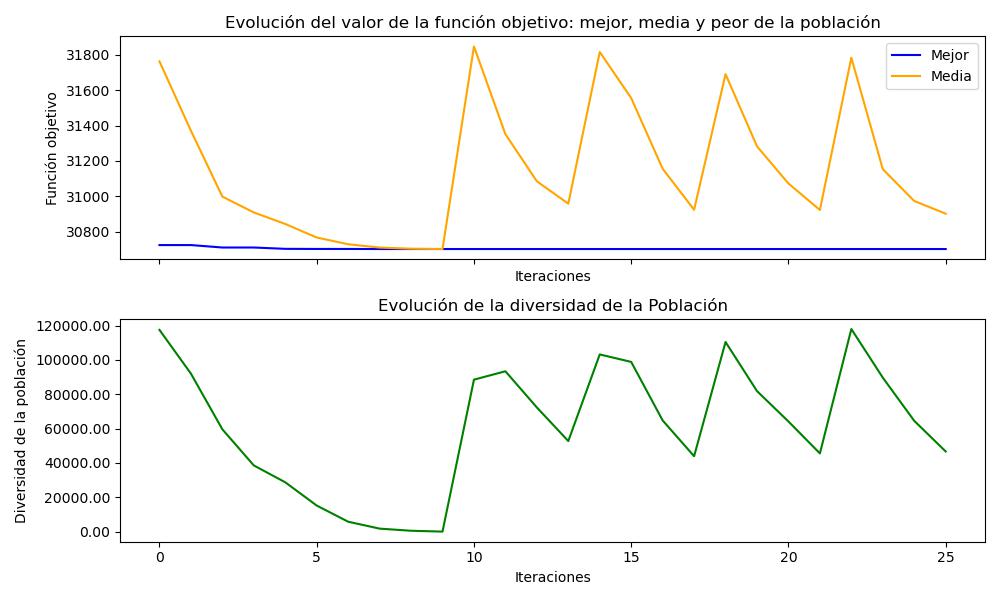 Evolución del valor de la función objetivo: mejor, media y peor de la población
Función objetivo
31800
31600
31400
31200
31000
30800
Mejor
Media
Iteraciones
Evolución de la diversidad de la Población
Diversidad de la población
120000.00
100000.00
80000.00
60000.00
40000.00
20000.00
0.00
0 5 10 15 20 25
Iteraciones